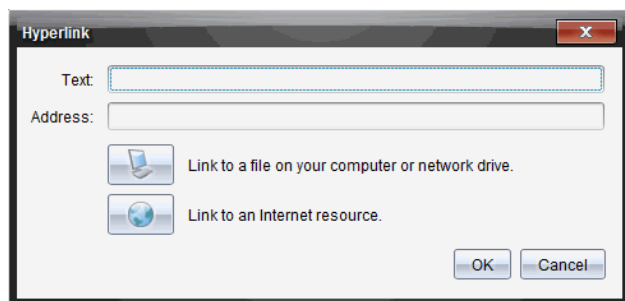 Hyperlink
Text:
Address:
Link to a file on your computer or network drive.
Link to an Internet resource.
OK Cancel